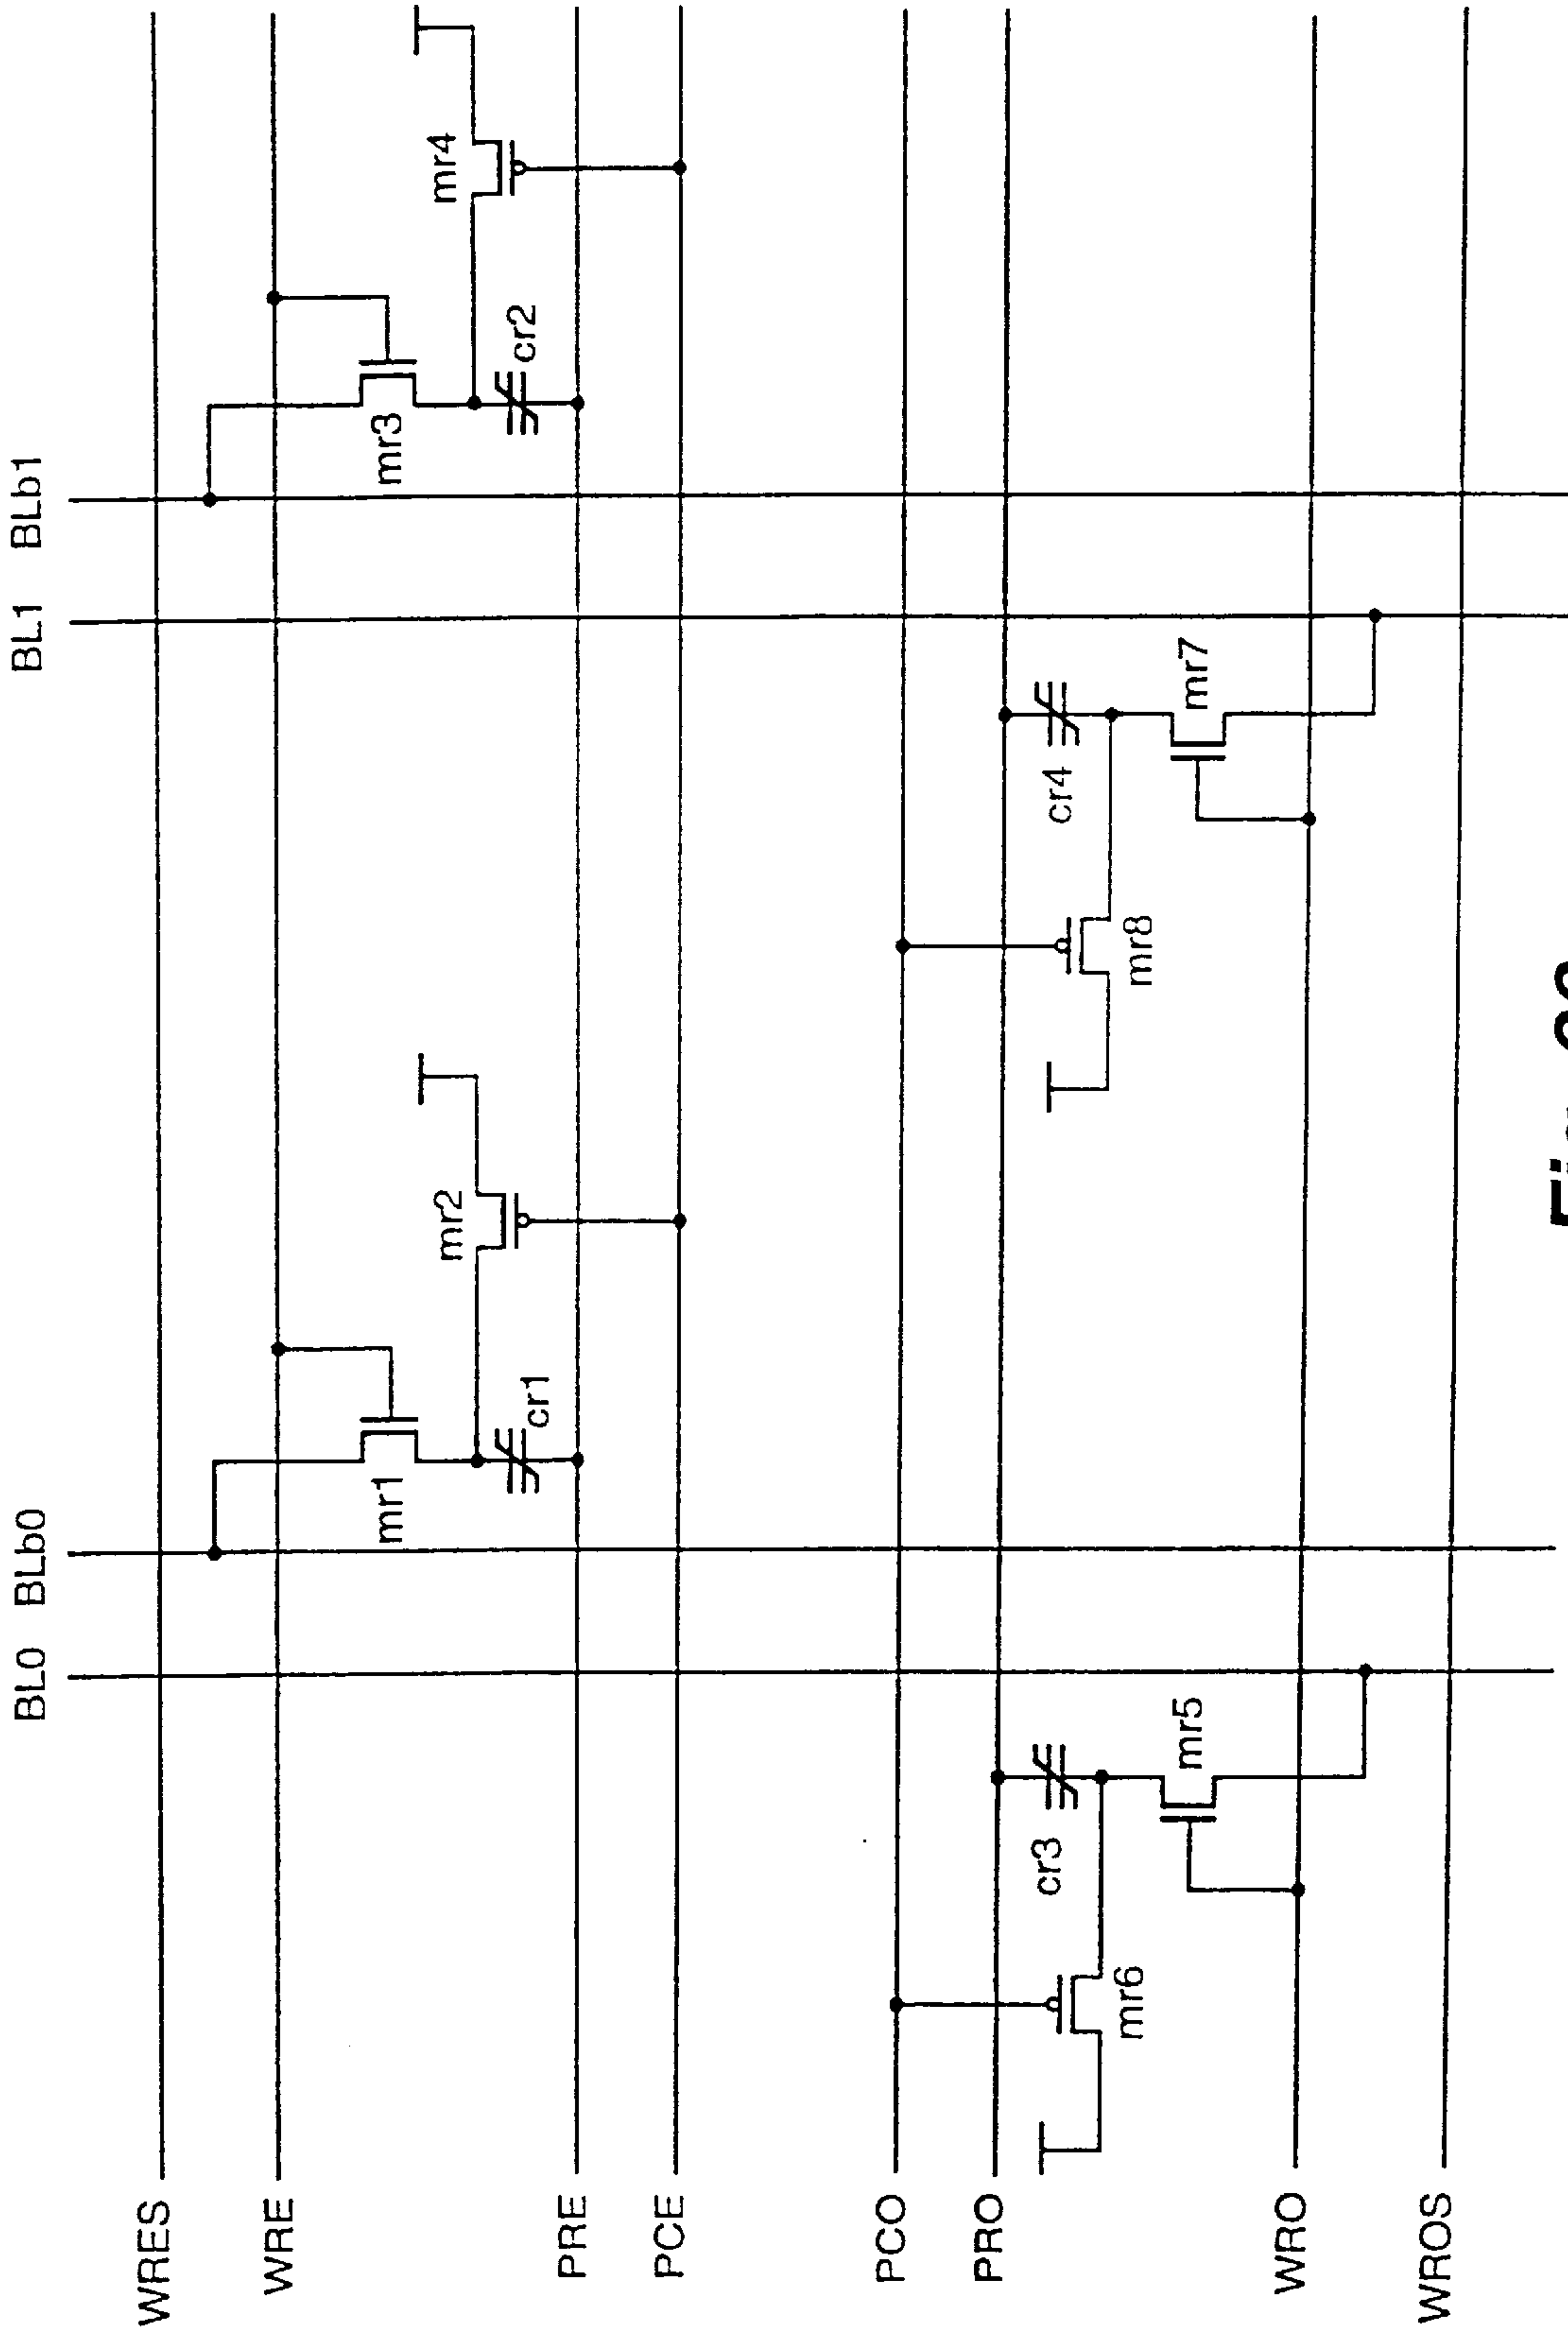 BL0 BLb0
BL1 BLb1
WRES
WRE
mr1
cr1
mr2
mr3
cr2
mr4
PRE
PCE
PCO
PRO
cr3
mr5
mr6
cr4
mr7
mr8
WRO
WROS